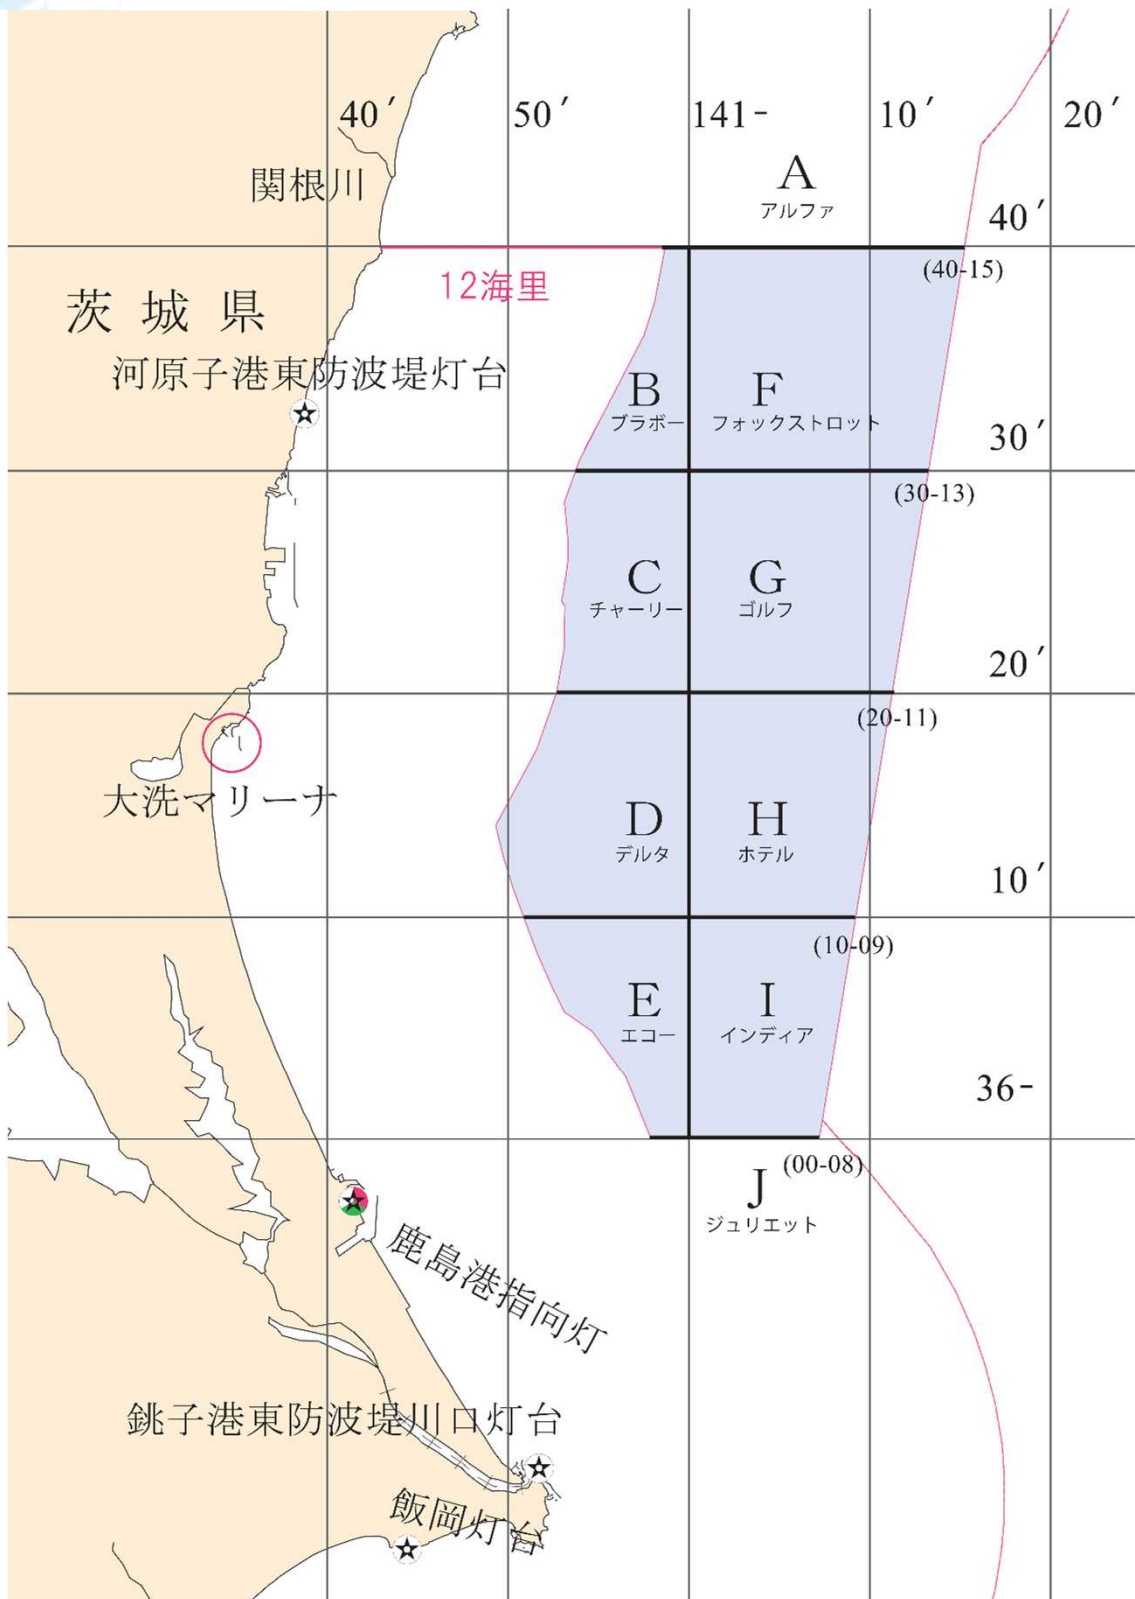 40′ 50′ 141- 10′ 20′
A
アルファ
関根川
40′
(40-15)
12海里
茨城県
河原子港東防波堤灯台
B
ブラボー
F
フォックストロット
30′
(30-13)
C
チャーリー
G
ゴルフ
20′
(20-11)
大洗マリーナ
D
デルタ
H
ホテル
10′
(10-09)
E
エコー
I
インディア
36-
(00-08)
J
ジュリエット
鹿島港指向灯
銚子港東防波堤川口灯台
飯岡灯台